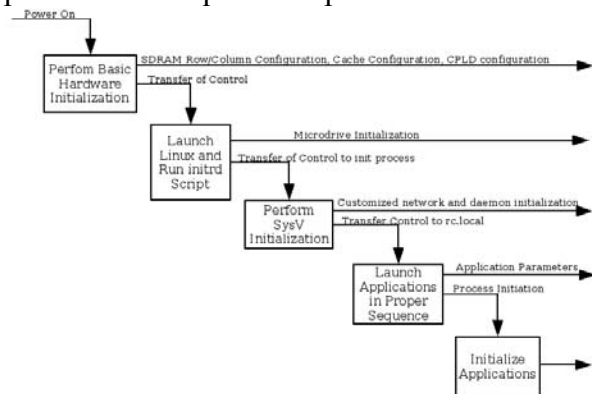 Power On
SDRAM Row/Column Configuration, Cache Configuration, CPLD configuration
Perfom Basic
Hardware
Initialization
Transfer of Control
Microdrive Initialization
Launch
Linux and
Run initrd
Script
Transfer of Control to init process
Customized network and daemon initialization
Perform
SysV
Initialization
Transfer Control to rc.local
Application Parameters
Launch
Applications
in Proper
Sequence
Process Initiation
Initialize
Applications